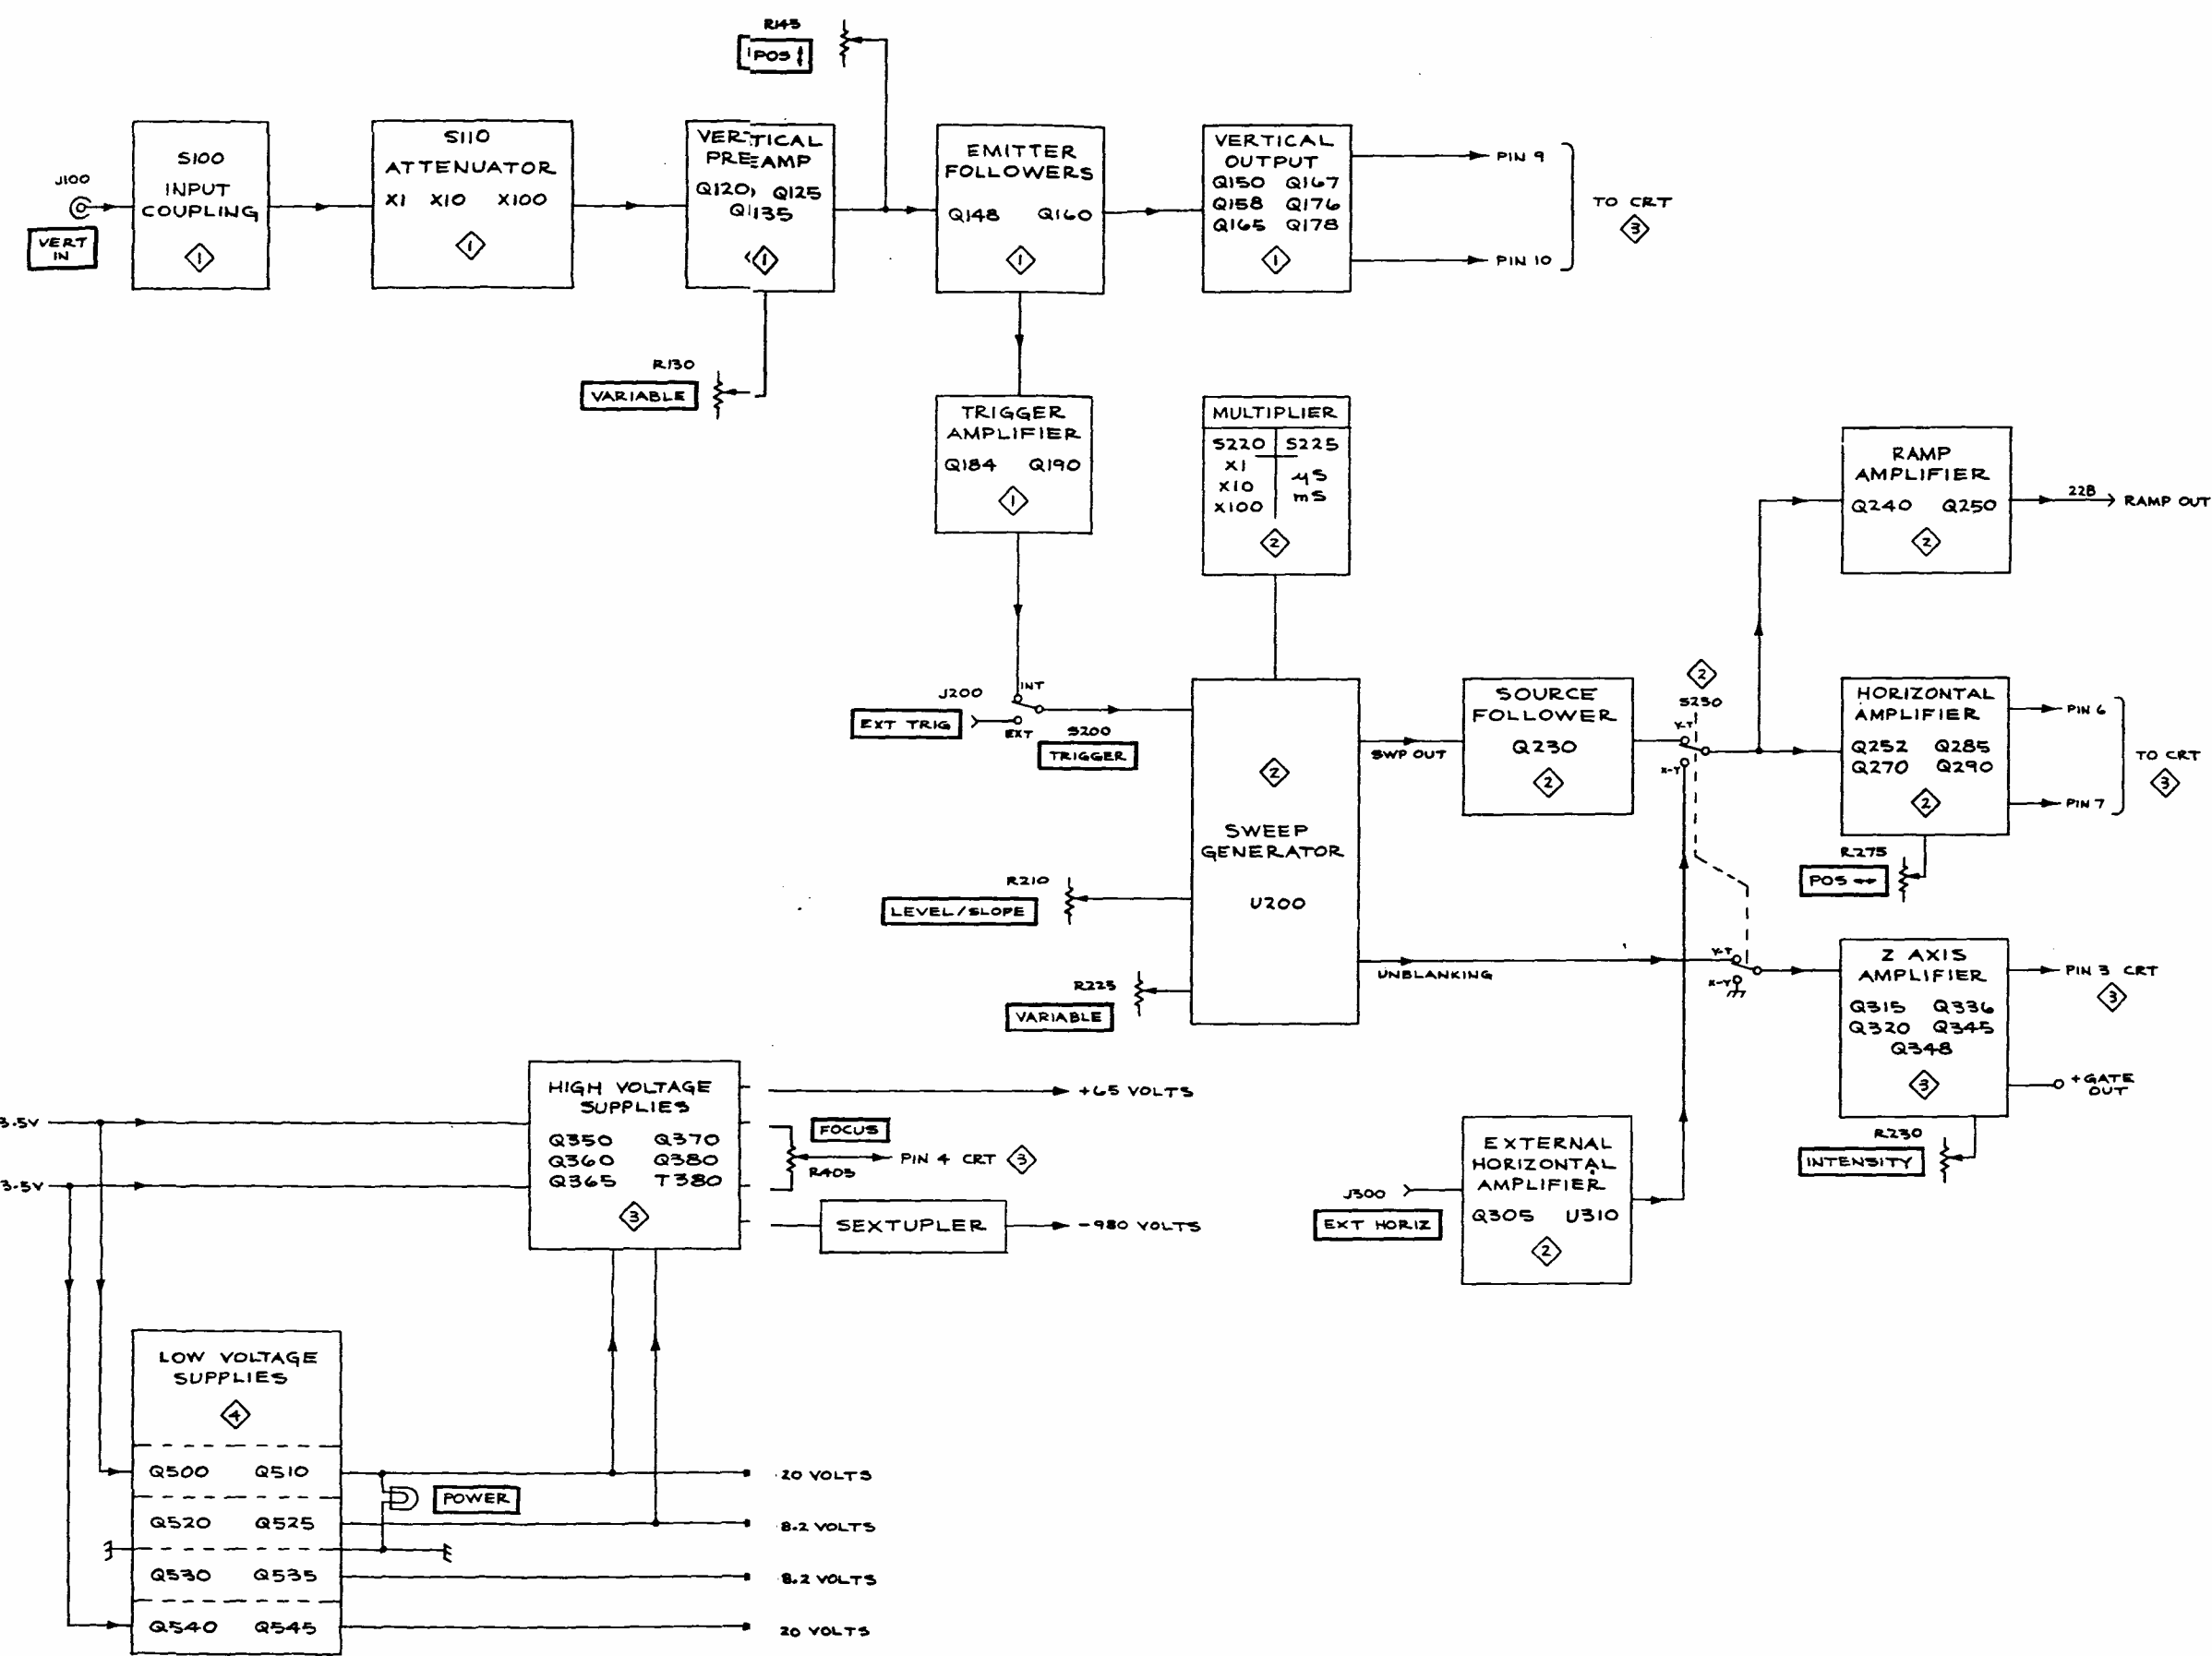 R145
POS ↕
J100
VERT
IN
S100
INPUT
COUPLING
1
S110
ATTENUATOR
X1 X10 X100
1
VERTICAL
PREAMP
Q120, Q125
Q135
1
R130
VARIABLE
EMITTER
FOLLOWERS
Q148 Q160
1
VERTICAL
OUTPUT
Q150 Q167
Q158 Q176
Q165 Q178
1
PIN 9
PIN 10
TO CRT
3
TRIGGER
AMPLIFIER
Q184 Q190
1
MULTIPLIER
S220 S225
X1
X10
X100
µS
mS
2
RAMP
AMPLIFIER
Q240 Q250
2
22B
RAMP OUT
J200
EXT TRIG
INT
EXT
S200
TRIGGER
2
SWEEP
GENERATOR
U200
R210
LEVEL/SLOPE
R225
VARIABLE
SWP OUT
UNBLANKING
SOURCE
FOLLOWER
Q230
2
2
S230
Y-T
X-Y
HORIZONTAL
AMPLIFIER
Q252 Q285
Q270 Q290
2
PIN 6
PIN 7
TO CRT
3
R275
POS ↔
Y-T
X-Y
Z AXIS
AMPLIFIER
Q315 Q336
Q320 Q345
Q348
3
PIN 3 CRT
3
+GATE
OUT
R230
INTENSITY
EXTERNAL
HORIZONTAL
AMPLIFIER
Q305 U310
2
J300
EXT HORIZ
3.5V
3.5V
HIGH VOLTAGE
SUPPLIES
Q350 Q370
Q360 Q380
Q365 T380
3
+65 VOLTS
FOCUS
R403
PIN 4 CRT 3
SEXTUPLER
-980 VOLTS
LOW VOLTAGE
SUPPLIES
4
Q500 Q510
Q520 Q525
Q530 Q535
Q540 Q545
POWER
20 VOLTS
8.2 VOLTS
8.2 VOLTS
20 VOLTS